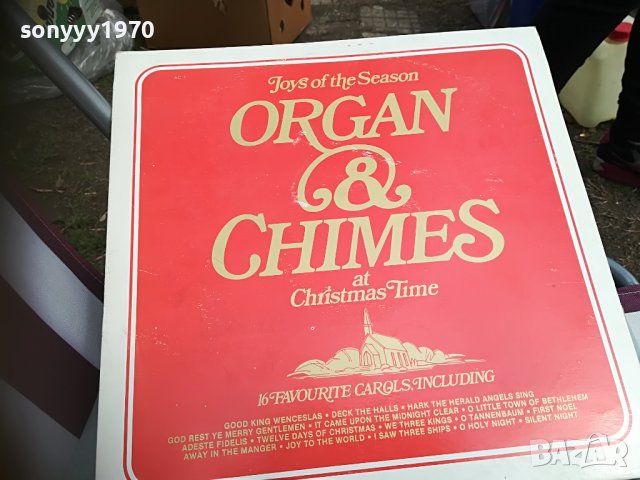 sonyyy1970
AC-1
Joys of the Season
ORGAN
&
CHIMES
at
Christmas Time
16 FAVOURITE CAROLS, INCLUDING
GOOD KING WENCESLAS • DECK THE HALLS • HARK THE HERALD ANGELS SING
GOD REST YE MERRY GENTLEMEN • IT CAME UPON THE MIDNIGHT CLEAR • O LITTLE TOWN OF BETHLEHEM
ADESTE FIDELIS • TWELVE DAYS OF CHRISTMAS • WE THREE KINGS • O TANNENBAUM • FIRST NOEL
AWAY IN THE MANGER • JOY TO THE WORLD • I SAW THREE SHIPS • O HOLY NIGHT • SILENT NIGHT
BAZAR